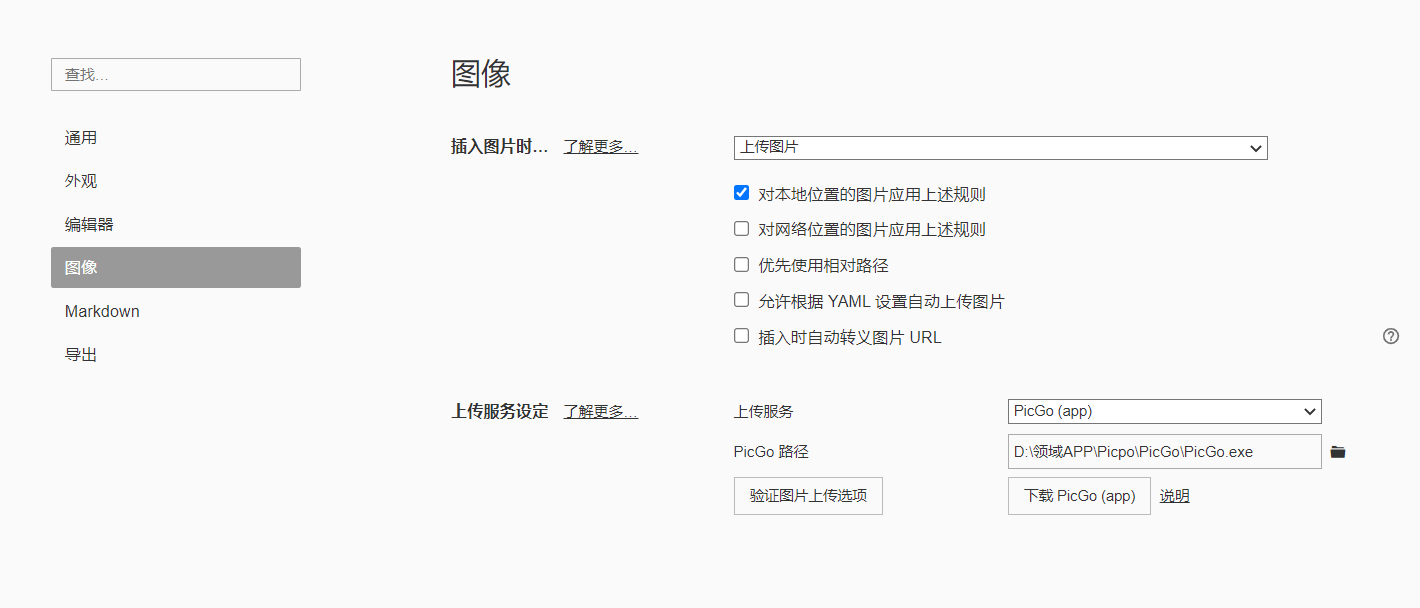 查找...
通用
外观
编辑器
图像
Markdown
导出
图像
插入图片时... 了解更多... 上传图片
对本地位置的图片应用上述规则
对网络位置的图片应用上述规则
优先使用相对路径
允许根据 YAML 设置自动上传图片
插入时自动转义图片 URL
上传服务设定 了解更多... 上传服务 PicGo (app)
PicGo 路径 D:\领域APP\Picpo\PicGo\PicGo.exe
验证图片上传选项 下载 PicGo (app) 说明